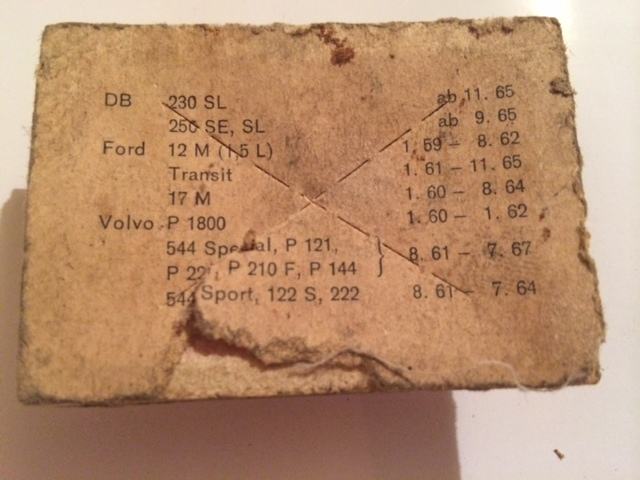 DB 230 SL ab 11. 65
250 SE, SL ab 9. 65
Ford 12 M (1,5 L) 1. 59 – 8. 62
Transit 1. 61 – 11. 65
17 M 1. 60 – 8. 64
Volvo P 1800 1. 60 – 1. 62
544 Special, P 121,
P 210 F, P 144 } 8. 61 – 7. 67
544 Sport, 122 S, 222 8. 61 – 7. 64